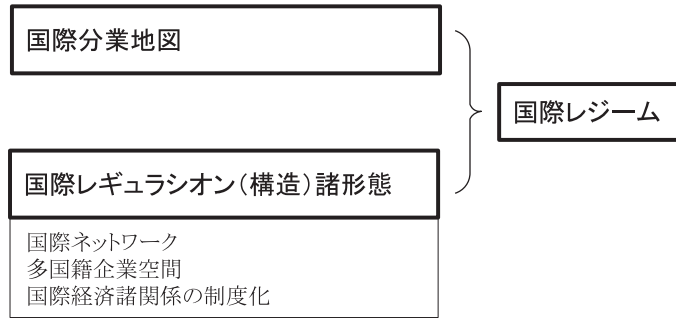 国際分業地図
国際レジーム
国際レギュラシオン（構造）諸形態
国際ネットワーク
多国籍企業空間
国際経済諸関係の制度化